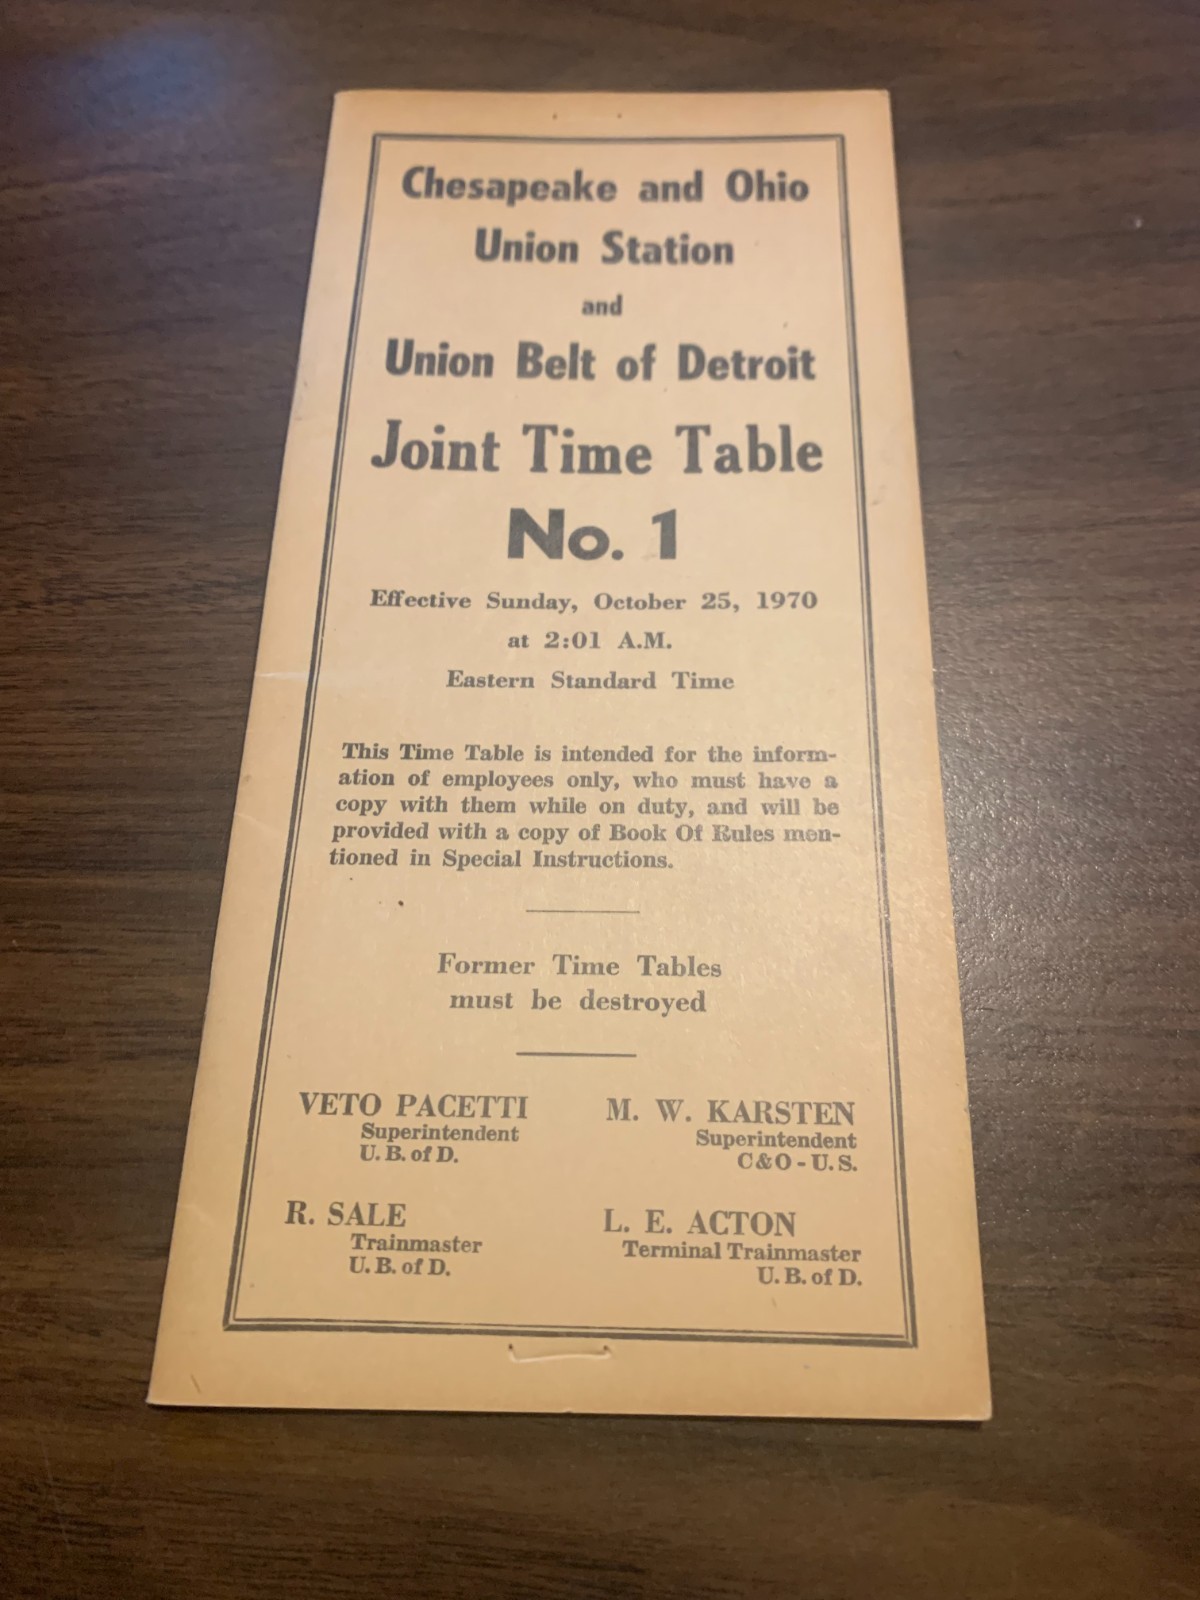 Chesapeake and Ohio
Union Station
and
Union Belt of Detroit
Joint Time Table
No. 1
Effective Sunday, October 25, 1970
at 2:01 A.M.
Eastern Standard Time
This Time Table is intended for the inform-
ation of employees only, who must have a
copy with them while on duty, and will be
provided with a copy of Book Of Rules men-
tioned in Special Instructions.
Former Time Tables
must be destroyed
VETO PACETTI
Superintendent
U. B. of D.
M. W. KARSTEN
Superintendent
C&O - U. S.
R. SALE
Trainmaster
U. B. of D.
L. E. ACTON
Terminal Trainmaster
U. B. of D.